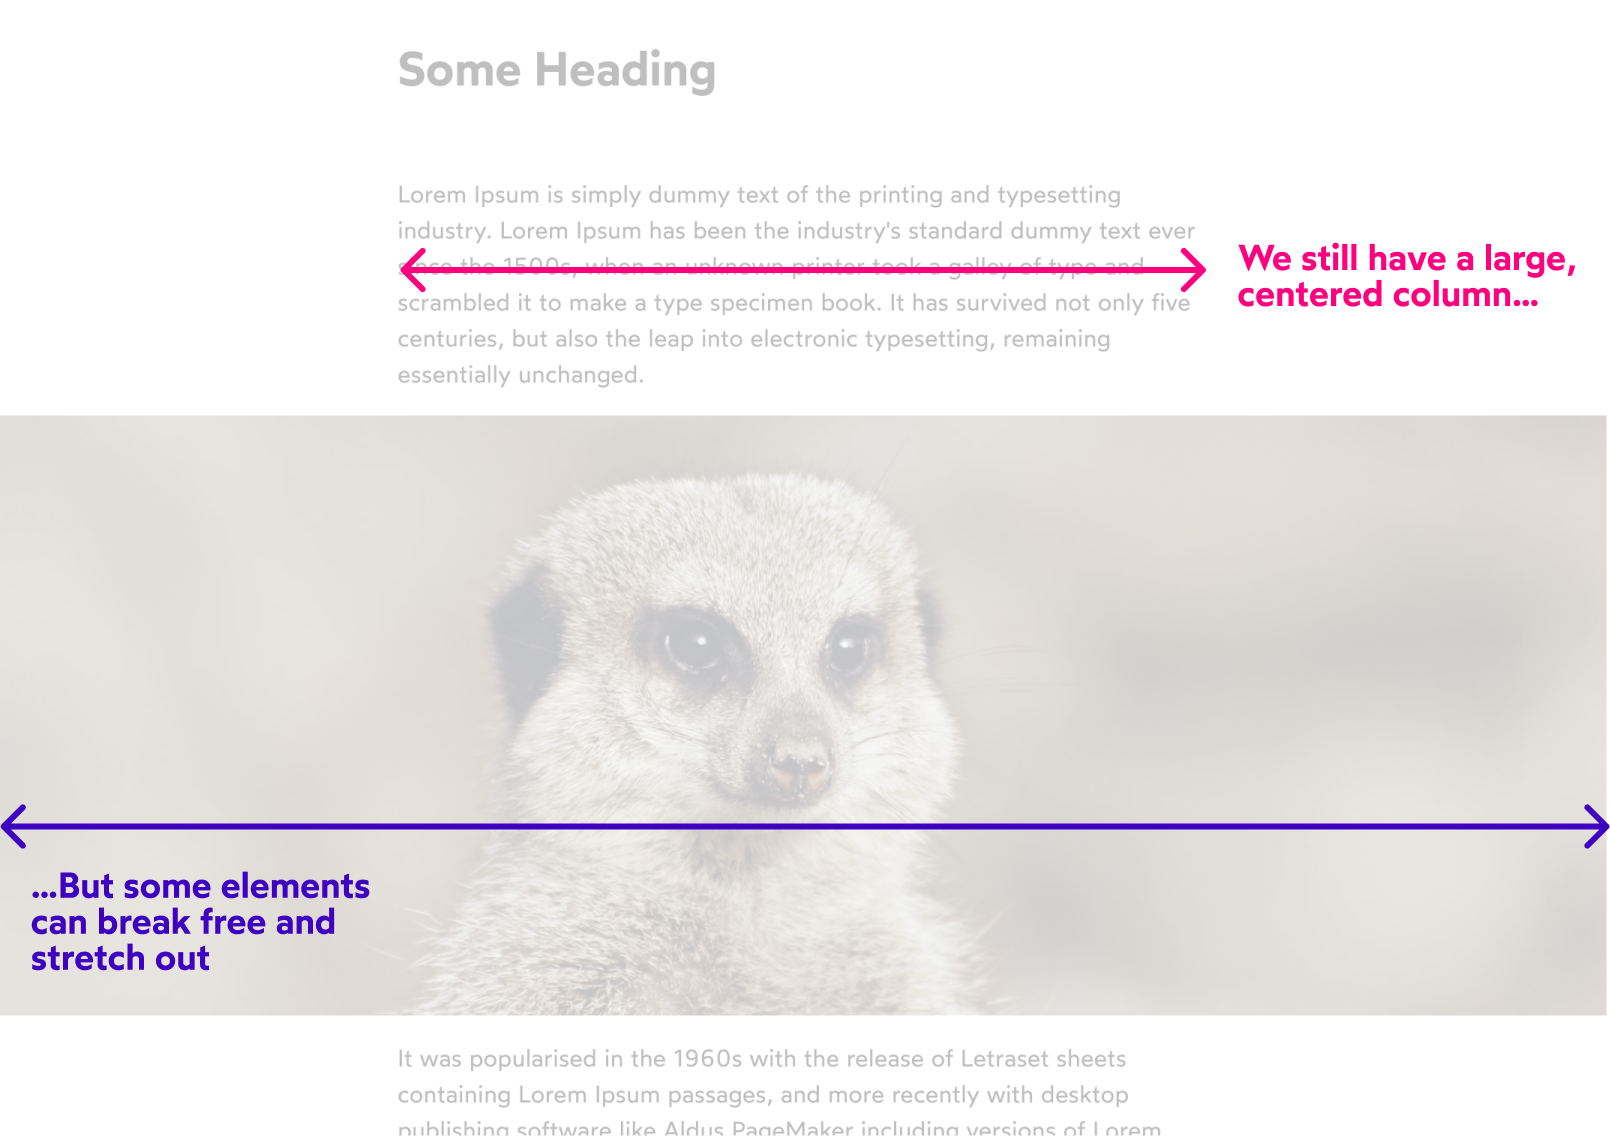 Some Heading
Lorem Ipsum is simply dummy text of the printing and typesetting
industry. Lorem Ipsum has been the industry's standard dummy text ever
since the 1500s, when an unknown printer took a galley of type and
scrambled it to make a type specimen book. It has survived not only five
centuries, but also the leap into electronic typesetting, remaining
essentially unchanged.
We still have a large,
centered column...
...But some elements
can break free and
stretch out
It was popularised in the 1960s with the release of Letraset sheets
containing Lorem Ipsum passages, and more recently with desktop
publishing software like Aldus PageMaker including versions of Lorem